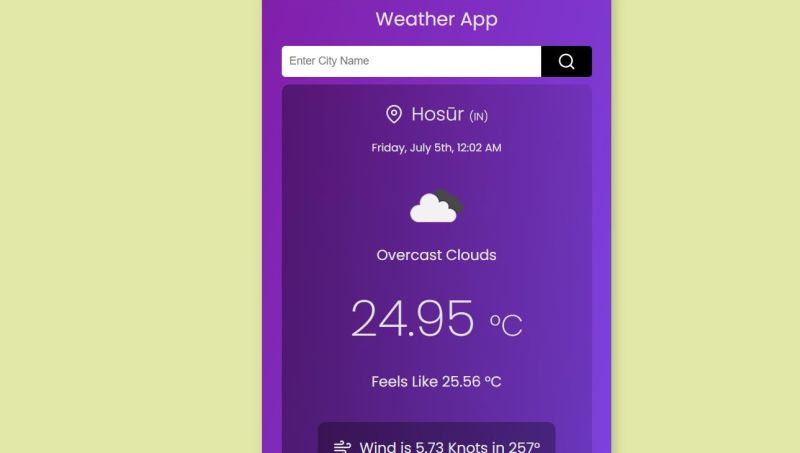 Weather App
Enter City Name
Hosūr (IN)
Friday, July 5th, 12:02 AM
Overcast Clouds
24.95 °C
Feels Like 25.56 °C
Wind is 5.73 Knots in 257°